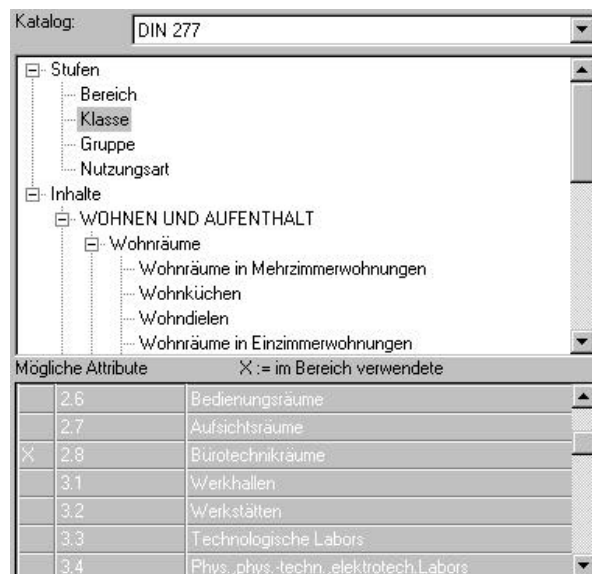 Katalog: DIN 277
Stufen
Bereich
Klasse
Gruppe
Nutzungsart
Inhalte
WOHNEN UND AUFENTHALT
Wohnräume
Wohnräume in Mehrzimmerwohnungen
Wohnküchen
Wohndielen
Wohnräume in Einzimmerwohnungen
Mögliche Attribute X := im Bereich verwendete
2.6 Bedienungsräume
2.7 Aufsichtsräume
X 2.8 Bürotechnikräume
3.1 Werkhallen
3.2 Werkstätten
3.3 Technologische Labors
3.4 Phys.,phys.-techn.,elektrotech.Labors